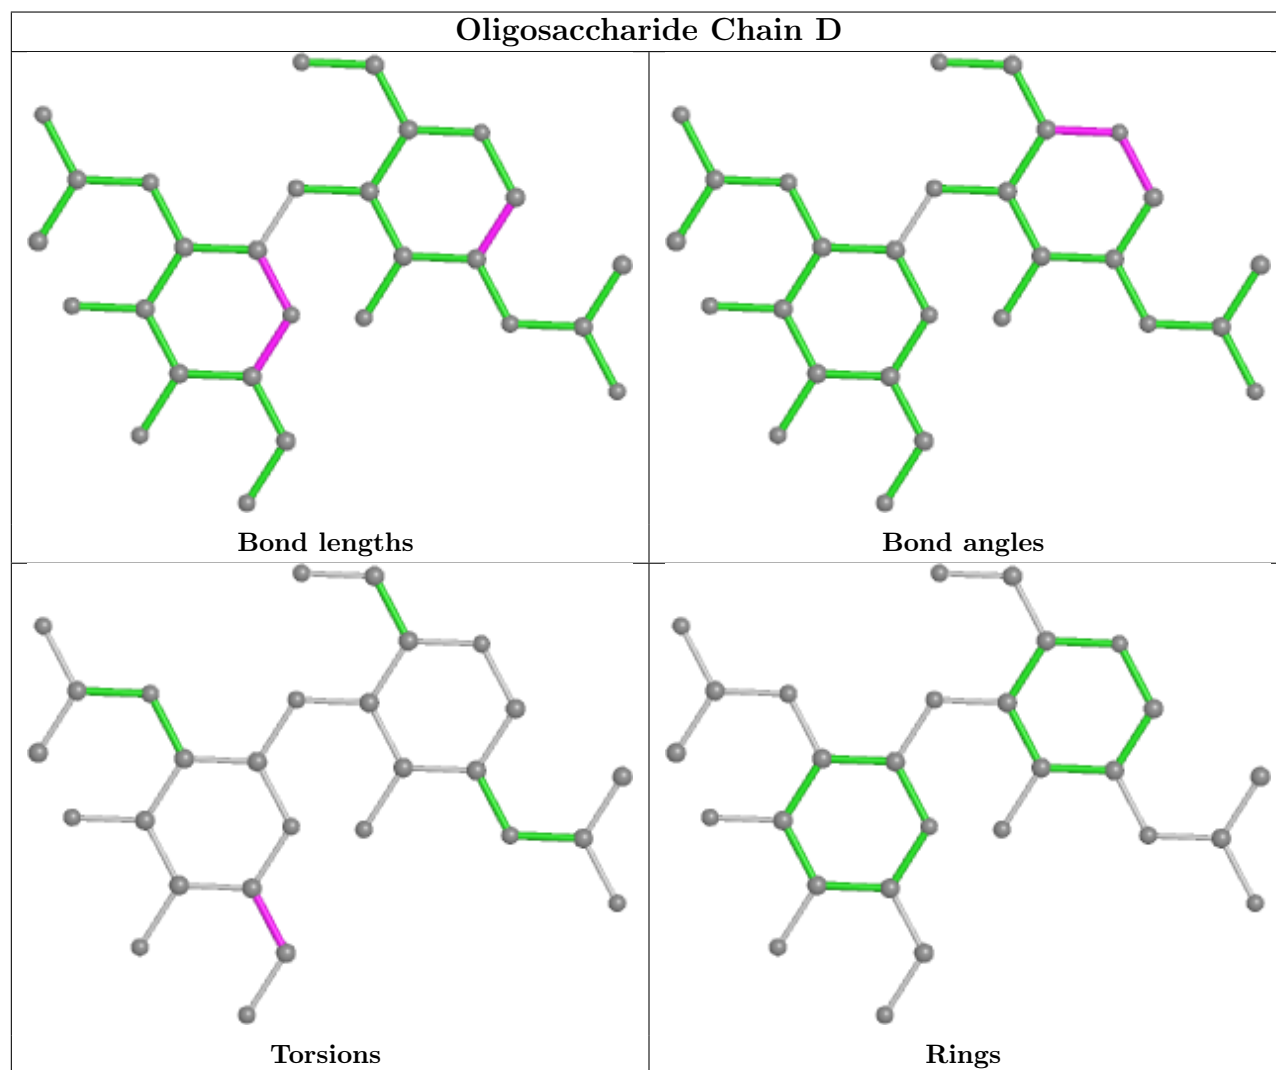 Oligosaccharide Chain D
Bond lengths
Bond angles
Torsions
Rings